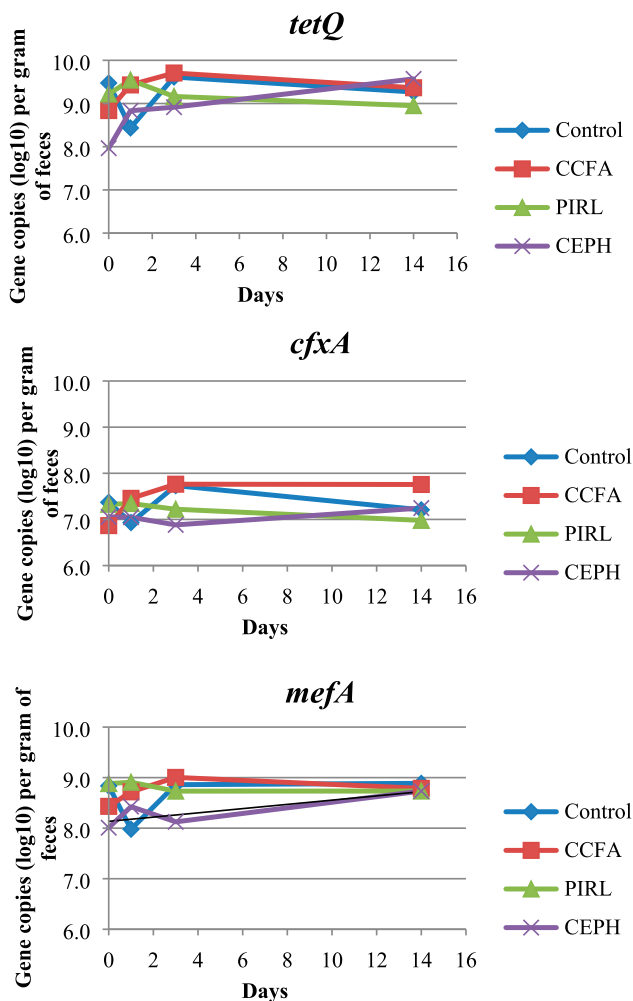 tetQ
Gene copies (log10) per gram
of feces
10.0
9.0
8.0
7.0
6.0
0 2 4 6 8 10 12 14 16
Days
Control
CCFA
PIRL
CEPH
cfxA
Gene copies (log10) per gram
of feces
10.0
9.0
8.0
7.0
6.0
0 2 4 6 8 10 12 14 16
Days
Control
CCFA
PIRL
CEPH
mefA
Gene copies (log10) per gram of
feces
10.0
9.0
8.0
7.0
6.0
0 2 4 6 8 10 12 14 16
Days
Control
CCFA
PIRL
CEPH